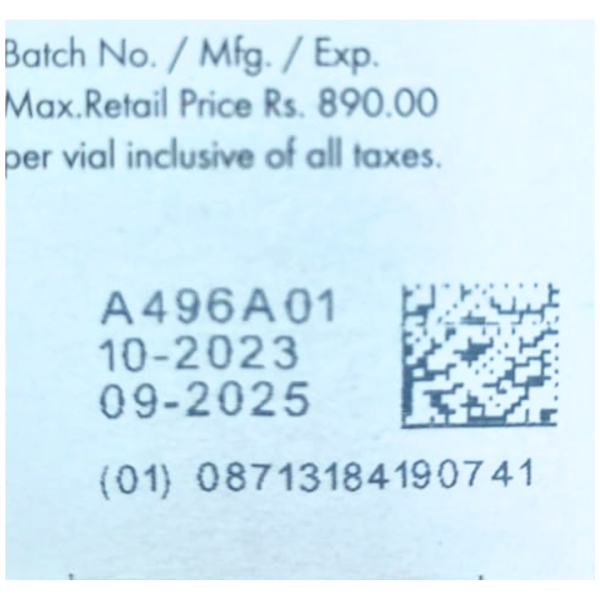 Batch No. / Mfg. / Exp.
Max.Retail Price Rs. 890.00
per vial inclusive of all taxes.
A496A01
10-2023
09-2025
(01) 08713184190741